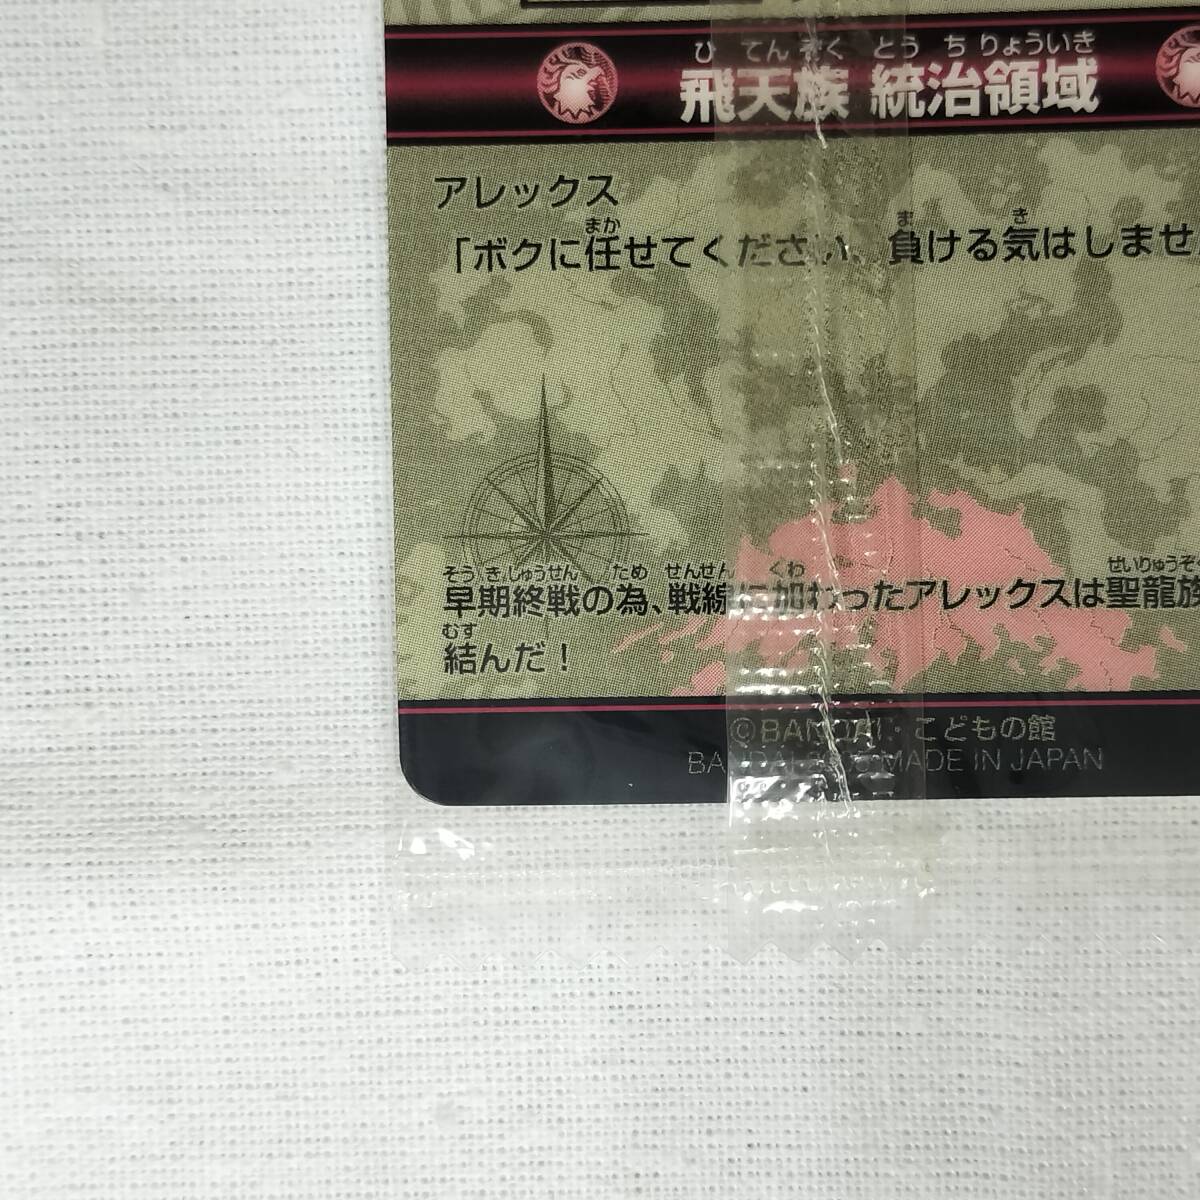 ひてんぞく とうちりょういき
飛天族 統治領域
アレックス
まか ま き
「ボクに任せてください、負ける気はしませ
そうきしゅうせん ため せんせん くわ せいりゅうぞく
早期終戦の為、戦線に加わったアレックスは聖龍族
むす
結んだ！
©BANDAI・こどもの館
BANDAI MADE IN JAPAN